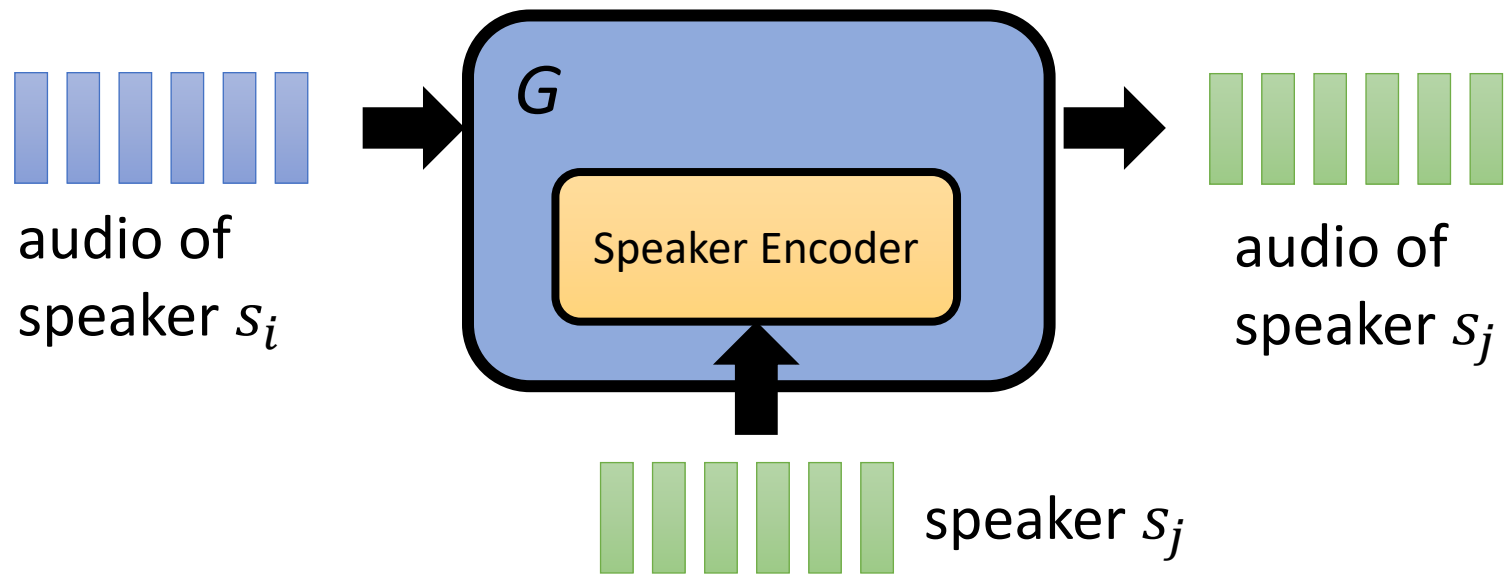 G
audio of
speaker s_i
Speaker Encoder
audio of
speaker s_j
speaker s_j